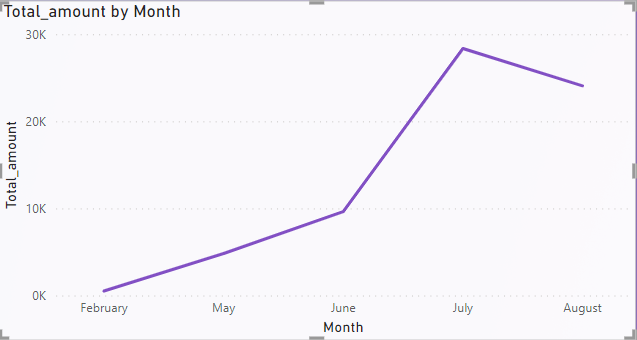 Total_amount by Month
30K
20K
10K
0K
Total_amount
February May June July August
Month